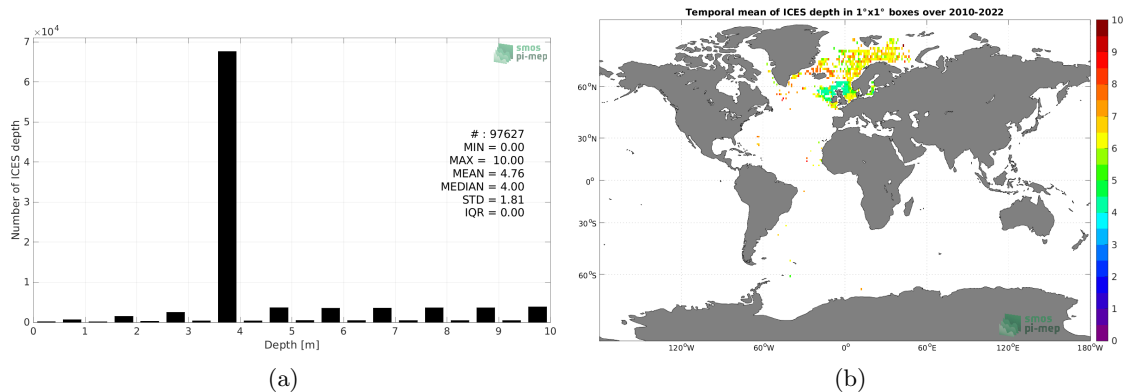 ×10⁴
7
6
5
4
3
2
1
0
Number of ICES depth
0 1 2 3 4 5 6 7 8 9 10
Depth [m]
smos
pi-mep
# : 97627
MIN = 0.00
MAX = 10.00
MEAN = 4.76
MEDIAN = 4.00
STD = 1.81
IQR = 0.00
(a)
Temporal mean of ICES depth in 1°x1° boxes over 2010-2022
60°N
30°N
0°
30°S
60°S
120°W 60°W 0° 60°E 120°E 180°W
smos
pi-mep
10
9
8
7
6
5
4
3
2
1
0
(b)